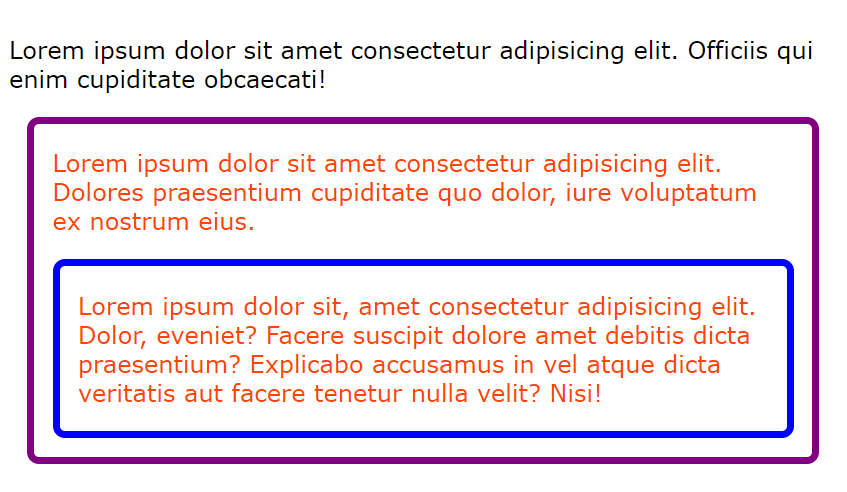 Lorem ipsum dolor sit amet consectetur adipisicing elit. Officiis qui
enim cupiditate obcaecati!
Lorem ipsum dolor sit amet consectetur adipisicing elit.
Dolores praesentium cupiditate quo dolor, iure voluptatum
ex nostrum eius.
Lorem ipsum dolor sit, amet consectetur adipisicing elit.
Dolor, eveniet? Facere suscipit dolore amet debitis dicta
praesentium? Explicabo accusamus in vel atque dicta
veritatis aut facere tenetur nulla velit? Nisi!